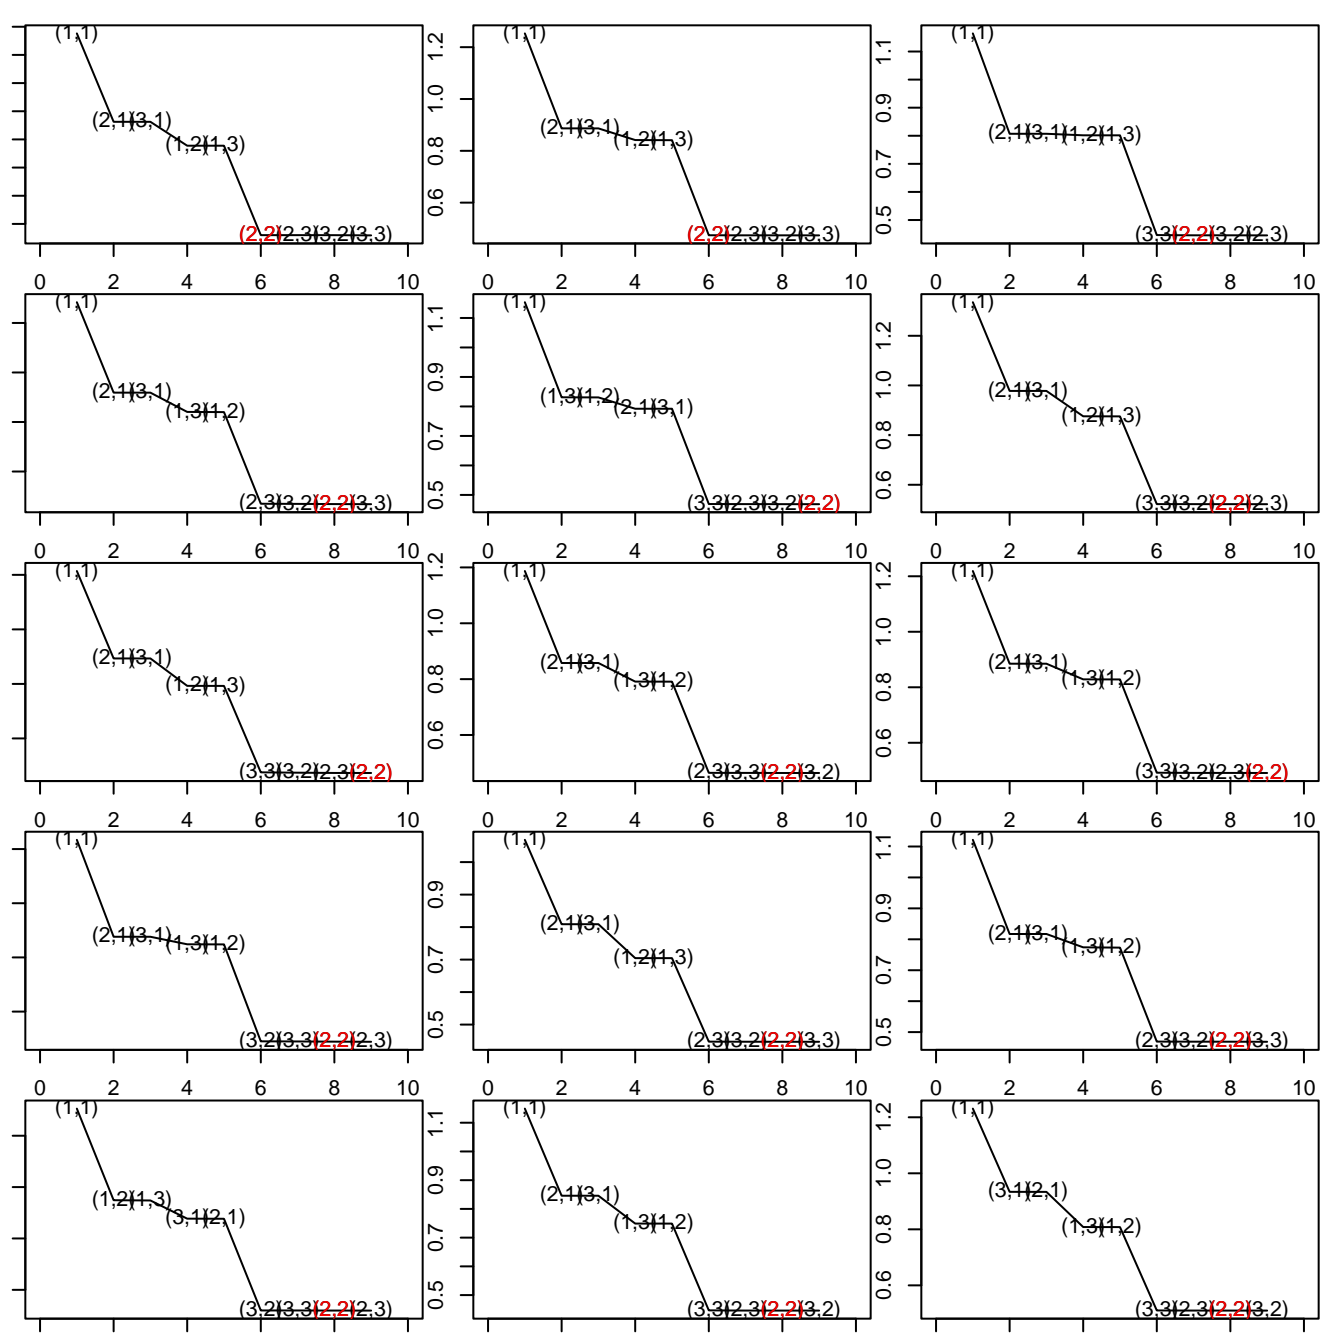 (1,1) (1,1) (1,1)
1.2 1.1
1.0 0.9
(2,1) (3,1) (2,1) (3,1) (2,1) (3,1) (1,2) (1,3)
(1,2) (1,3) 0.8 (1,2) (1,3) 0.7
0.6 0.5
(2,2) (2,3) (3,2) (3,3) (2,2) (2,3) (3,2) (3,3) (3,3) (2,2) (3,2) (2,3)
0 2 4 6 8 10 0 2 4 6 8 10 0 2 4 6 8 10
(1,1) (1,1) (1,1)
1.1 1.2
0.9 1.0
(2,1) (3,1) (1,3) (1,2) (2,1) (3,1)
(1,3) (1,2) (2,1) (3,1) (1,2) (1,3)
0.7 0.8
0.5 0.6
(2,3) (3,2) (2,2) (3,3) (3,3) (2,3) (3,2) (2,2) (3,3) (3,2) (2,2) (2,3)
0 2 4 6 8 10 0 2 4 6 8 10 0 2 4 6 8 10
(1,1) (1,1) (1,1)
1.2 1.2
1.0 1.0
(2,1) (3,1) (2,1) (3,1) (2,1) (3,1)
(1,2) (1,3) 0.8 (1,3) (1,2) 0.8 (1,3) (1,2)
0.6 0.6
(3,3) (3,2) (2,3) (2,2) (2,3) (3,3) (2,2) (3,2) (3,3) (3,2) (2,3) (2,2)
0 2 4 6 8 10 0 2 4 6 8 10 0 2 4 6 8 10
(1,1) (1,1) (1,1)
1.1
0.9 0.9
(2,1) (3,1) (1,3) (1,2) (2,1) (3,1) (2,1) (3,1)
0.7 (1,2) (1,3) 0.7 (1,3) (1,2)
0.5 0.5
(3,2) (3,3) (2,2) (2,3) (2,3) (3,2) (2,2) (3,3) (2,3) (3,2) (2,2) (3,3)
0 2 4 6 8 10 0 2 4 6 8 10 0 2 4 6 8 10
(1,1) (1,1) (1,1)
1.1 1.2
0.9 1.0
(1,2) (1,3) (2,1) (3,1) (3,1) (2,1)
(3,1) (2,1) 0.7 (1,3) (1,2) 0.8 (1,3) (1,2)
0.5 0.6
(3,2) (3,3) (2,2) (2,3) (3,3) (2,3) (2,2) (3,2) (3,3) (2,3) (2,2) (3,2)